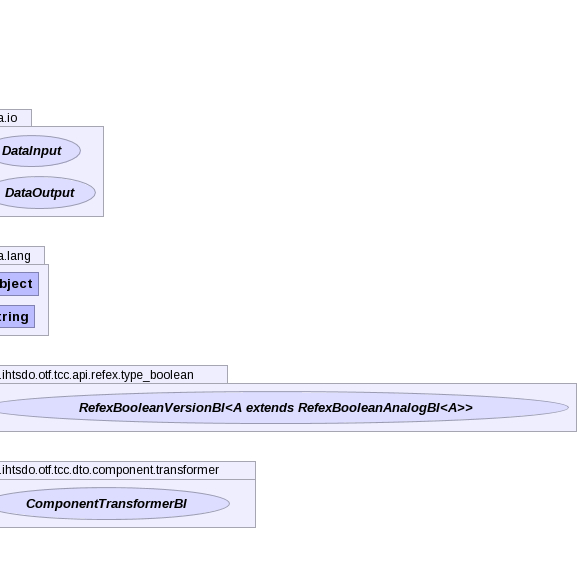 a.io
DataInput
DataOutput
a.lang
bject
tring
.ihtsdo.otf.tcc.api.refex.type_boolean
RefexBooleanVersionBI<A extends RefexBooleanAnalogBI<A>>
.ihtsdo.otf.tcc.dto.component.transformer
ComponentTransformerBI